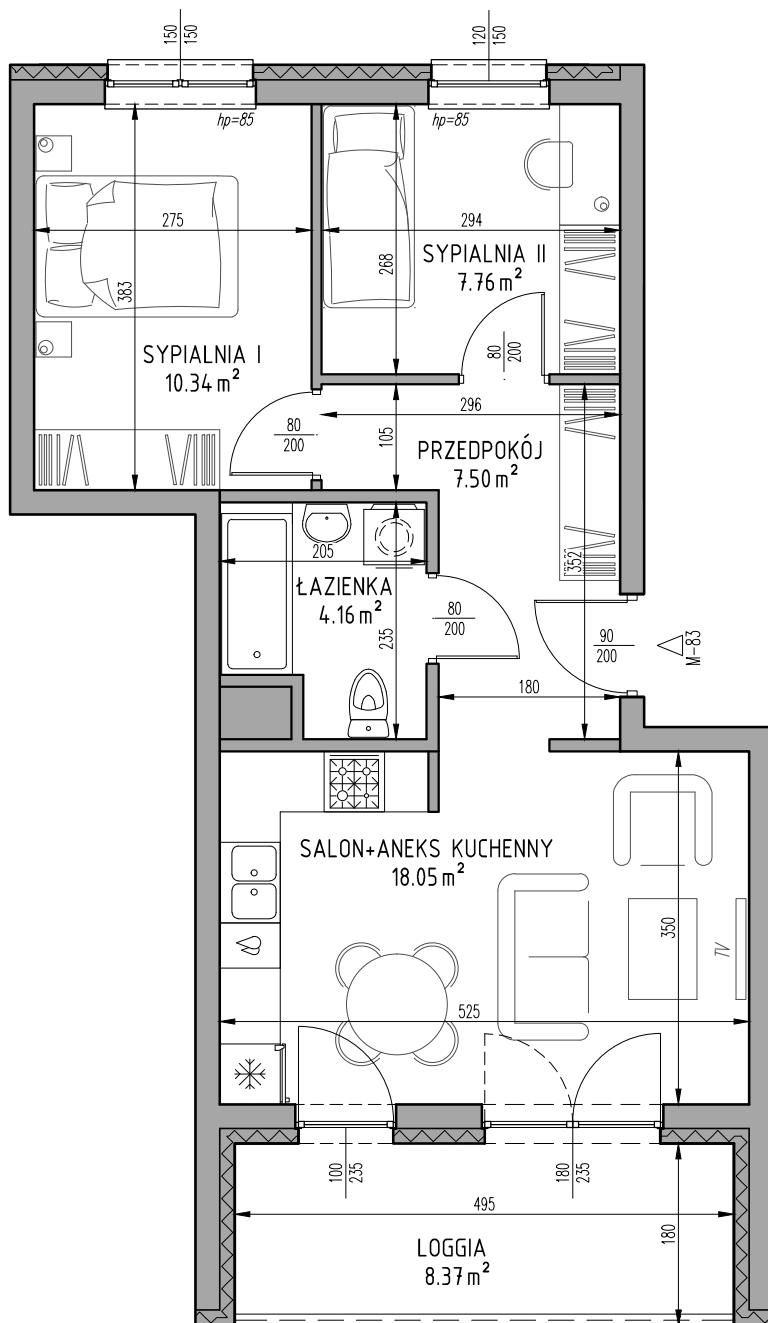 150
150
120
150
hp=85
hp=85
275
294
268
383
SYPIALNIA II
7.76 m²
SYPIALNIA I
10.34 m²
80
200
296
80
200
105
PRZEDPOKÓJ
7.50 m²
205
352
ŁAZIENKA
4.16 m²
235
80
200
90
200
M-83
180
SALON+ANEKS KUCHENNY
18.05 m²
350
TV
525
100
235
180
235
495
180
LOGGIA
8.37 m²